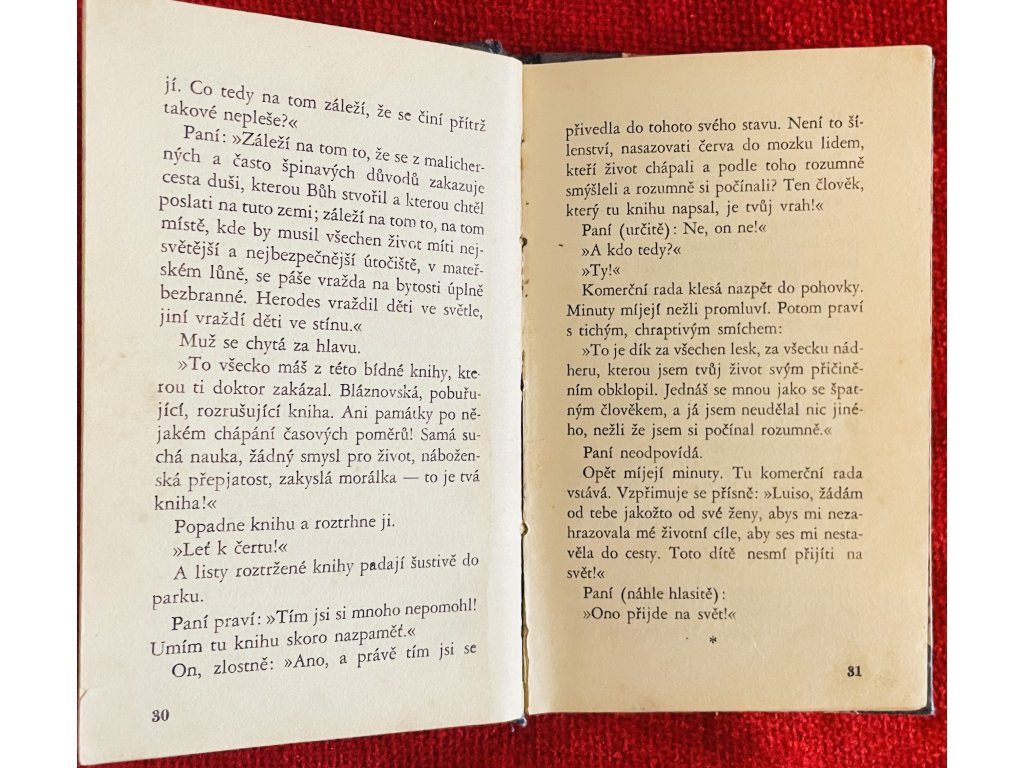 jí. Co tedy na tom záleží, že se činí přítrž
takové nepleše?«
Paní: »Záleží na tom to, že se z malicher-
ných a často špinavých důvodů zakazuje
cesta duši, kterou Bůh stvořil a kterou chtěl
poslati na tuto zemi; záleží na tom to, na tom
místě, kde by musil všechen život míti nej-
světější a nejbezpečnější útočiště, v mateř-
ském lůně, se páše vražda na bytosti úplně
bezbranné. Herodes vraždil děti ve světle,
jiní vraždí děti ve stínu.«
Muž se chytá za hlavu.
»To všecko máš z této bídné knihy, kte-
rou ti doktor zakázal. Bláznovská, pobuřu-
jící, rozrušující kniha. Ani památky po ně-
jakém chápání časových poměrů! Samá su-
chá nauka, žádný smysl pro život, nábožen-
ská přepjatost, zakyslá morálka — to je tvá
kniha!«
Popadne knihu a roztrhne ji.
»Leť k čertu!«
A listy roztržené knihy padají šustivě do
parku.
Paní praví: »Tím jsi si mnoho nepomohl!
Umím tu knihu skoro nazpaměť.«
On, zlostně: »Ano, a právě tím jsi se
30
přivedla do tohoto svého stavu. Není to ší-
lenství, nasazovati červa do mozku lidem,
kteří život chápali a podle toho rozumně
smýšleli a rozumně si počínali? Ten člověk,
který tu knihu napsal, je tvůj vrah!«
Paní (určitě): Ne, on ne!«
»A kdo tedy?«
»Ty!«
Komerční rada klesá nazpět do pohovky.
Minuty míjejí nežli promluví. Potom praví
s tichým, chraptivým smíchem:
»To je dík za všechen lesk, za všecku nád-
heru, kterou jsem tvůj život svým přičině-
ním obklopil. Jednáš se mnou jako se špat-
ným člověkem, a já jsem neudělal nic jiné-
ho, nežli že jsem si počínal rozumně.«
Paní neodpovídá.
Opět míjejí minuty. Tu komerční rada
vstává. Vzpřimuje se přísně: »Luiso, žádám
od tebe jakožto od své ženy, abys mi neza-
hrazovala mé životní cíle, aby ses mi nesta-
věla do cesty. Toto dítě nesmí přijíti na
svět!«
Paní (náhle hlasitě):
»Ono přijde na svět!«
*
31